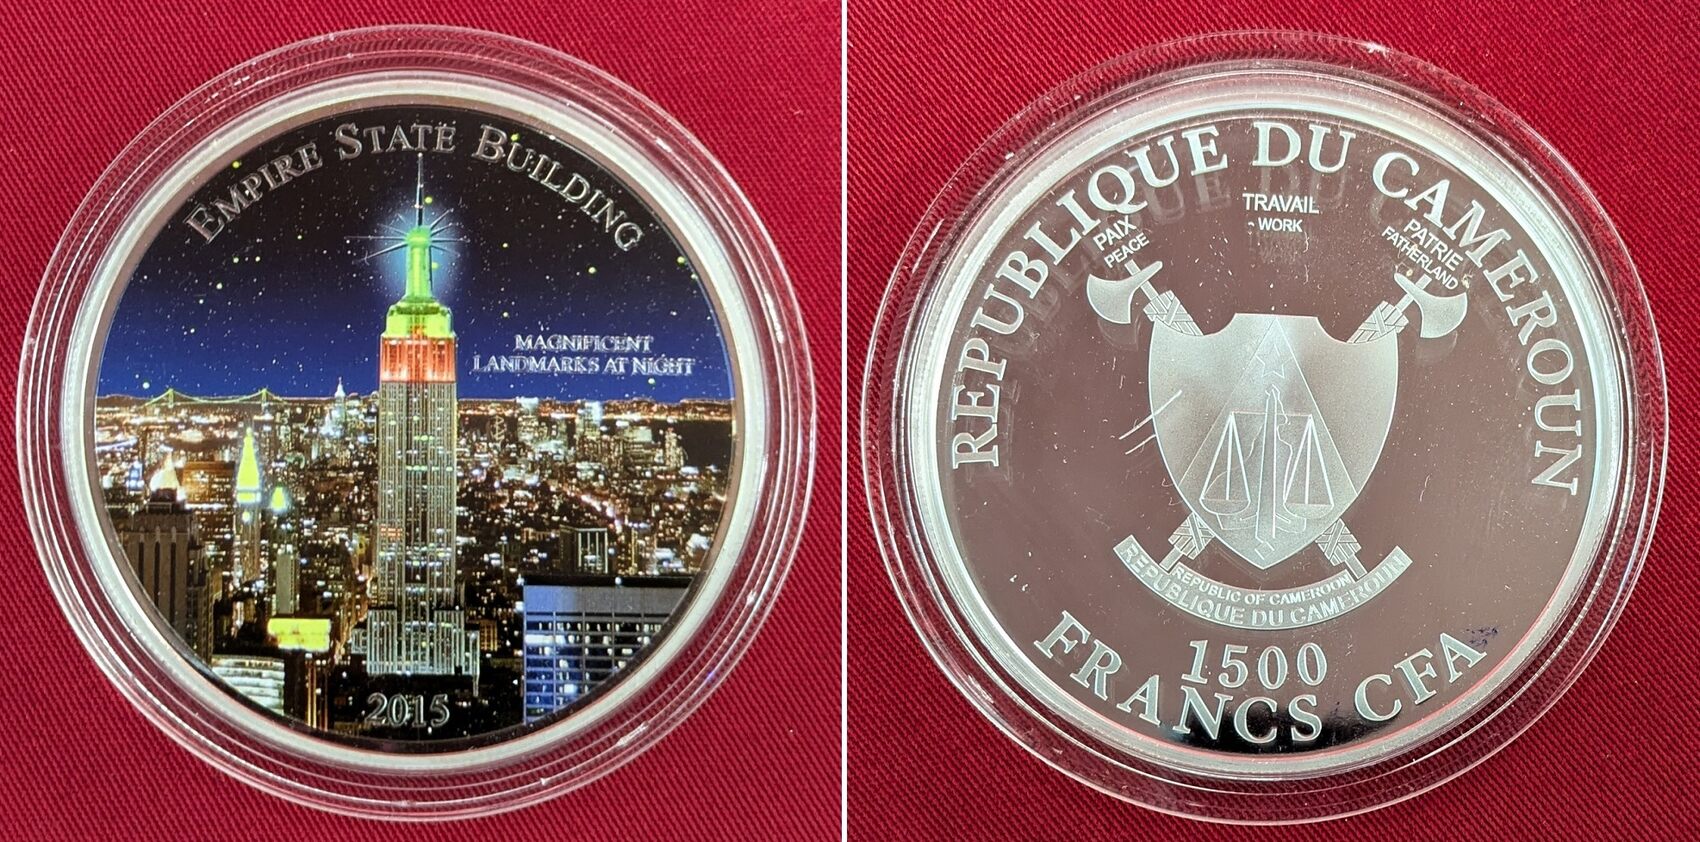 EMPIRE STATE BUILDING
MAGNIFICENT
LANDMARKS AT NIGHT
2015
REPUBLIQUE DU CAMEROUN
PAIX
PEACE
TRAVAIL
WORK
PATRIE
FATHERLAND
REPUBLIC OF CAMEROON
REPUBLIQUE DU CAMEROUN
1500
FRANCS CFA